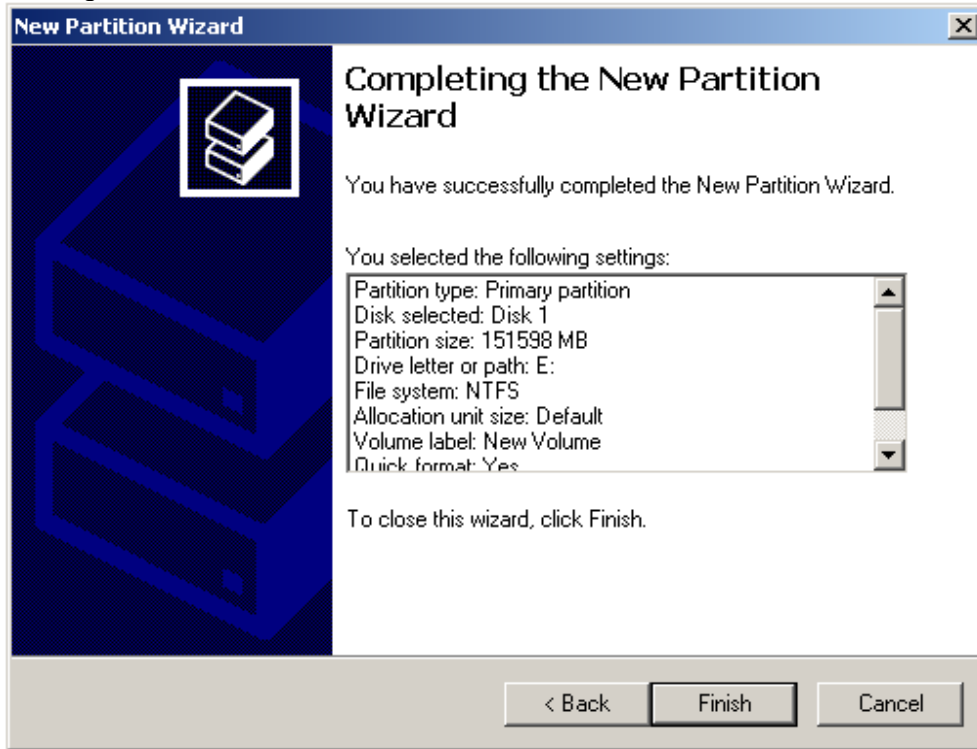 New Partition Wizard
Completing the New Partition
Wizard
You have successfully completed the New Partition Wizard.
You selected the following settings:
Partition type: Primary partition
Disk selected: Disk 1
Partition size: 151598 MB
Drive letter or path: E:
File system: NTFS
Allocation unit size: Default
Volume label: New Volume
Quick format: Yes
To close this wizard, click Finish.
< Back
Finish
Cancel